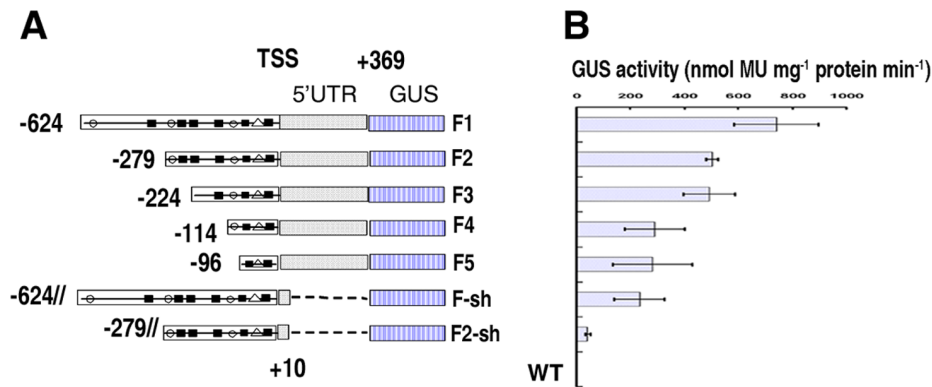 A
B
TSS +369
GUS activity (nmol MU mg⁻¹ protein min⁻¹)
5'UTR GUS
0 200 400 600 800 1000
-624 F1
-279 F2
-224 F3
-114 F4
-96 F5
-624// F-sh
-279// F2-sh
+10
WT